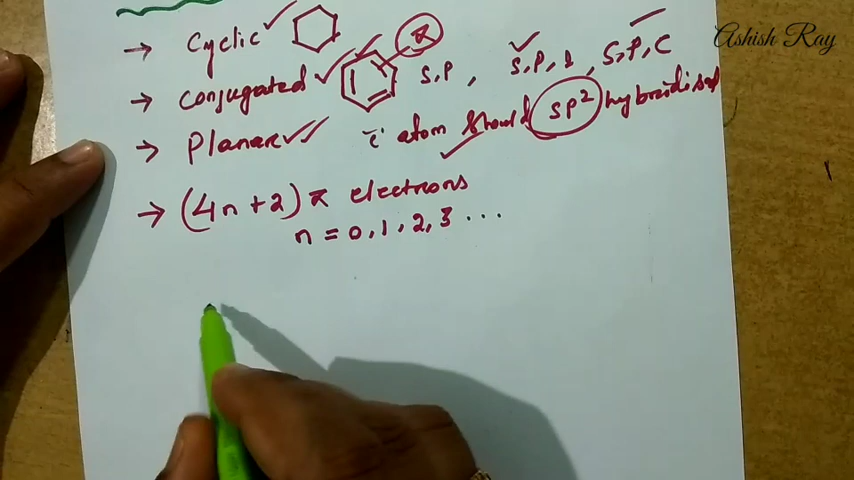 Ashish Ray
→ Cyclic
π
→ Conjugated S,P , S,P,S , S,P,C
→ Planar c̄ atom should sp² hybridised
→ (4n+2) π electrons
n = 0,1,2,3 ...